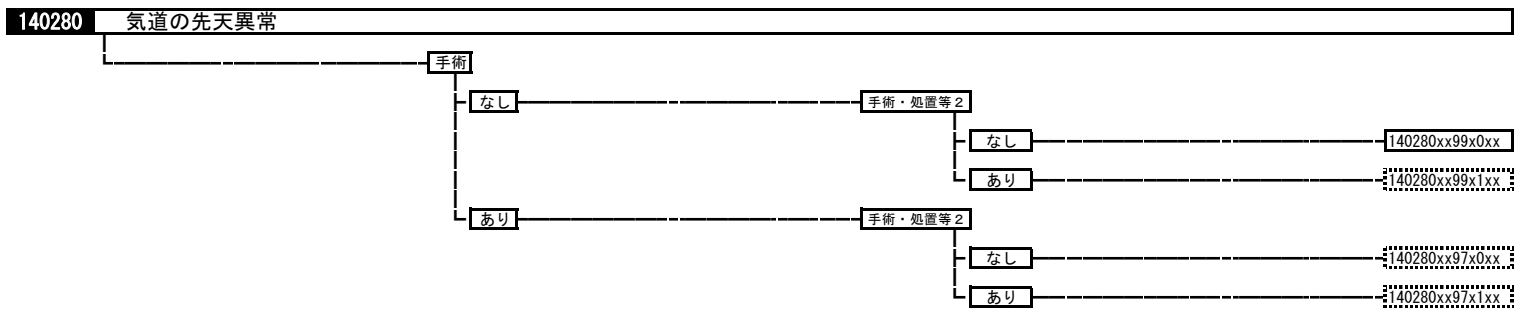 140280 気道の先天異常
手術
なし 手術・処置等2
なし 140280xx99x0xx
あり 140280xx99x1xx
あり 手術・処置等2
なし 140280xx97x0xx
あり 140280xx97x1xx